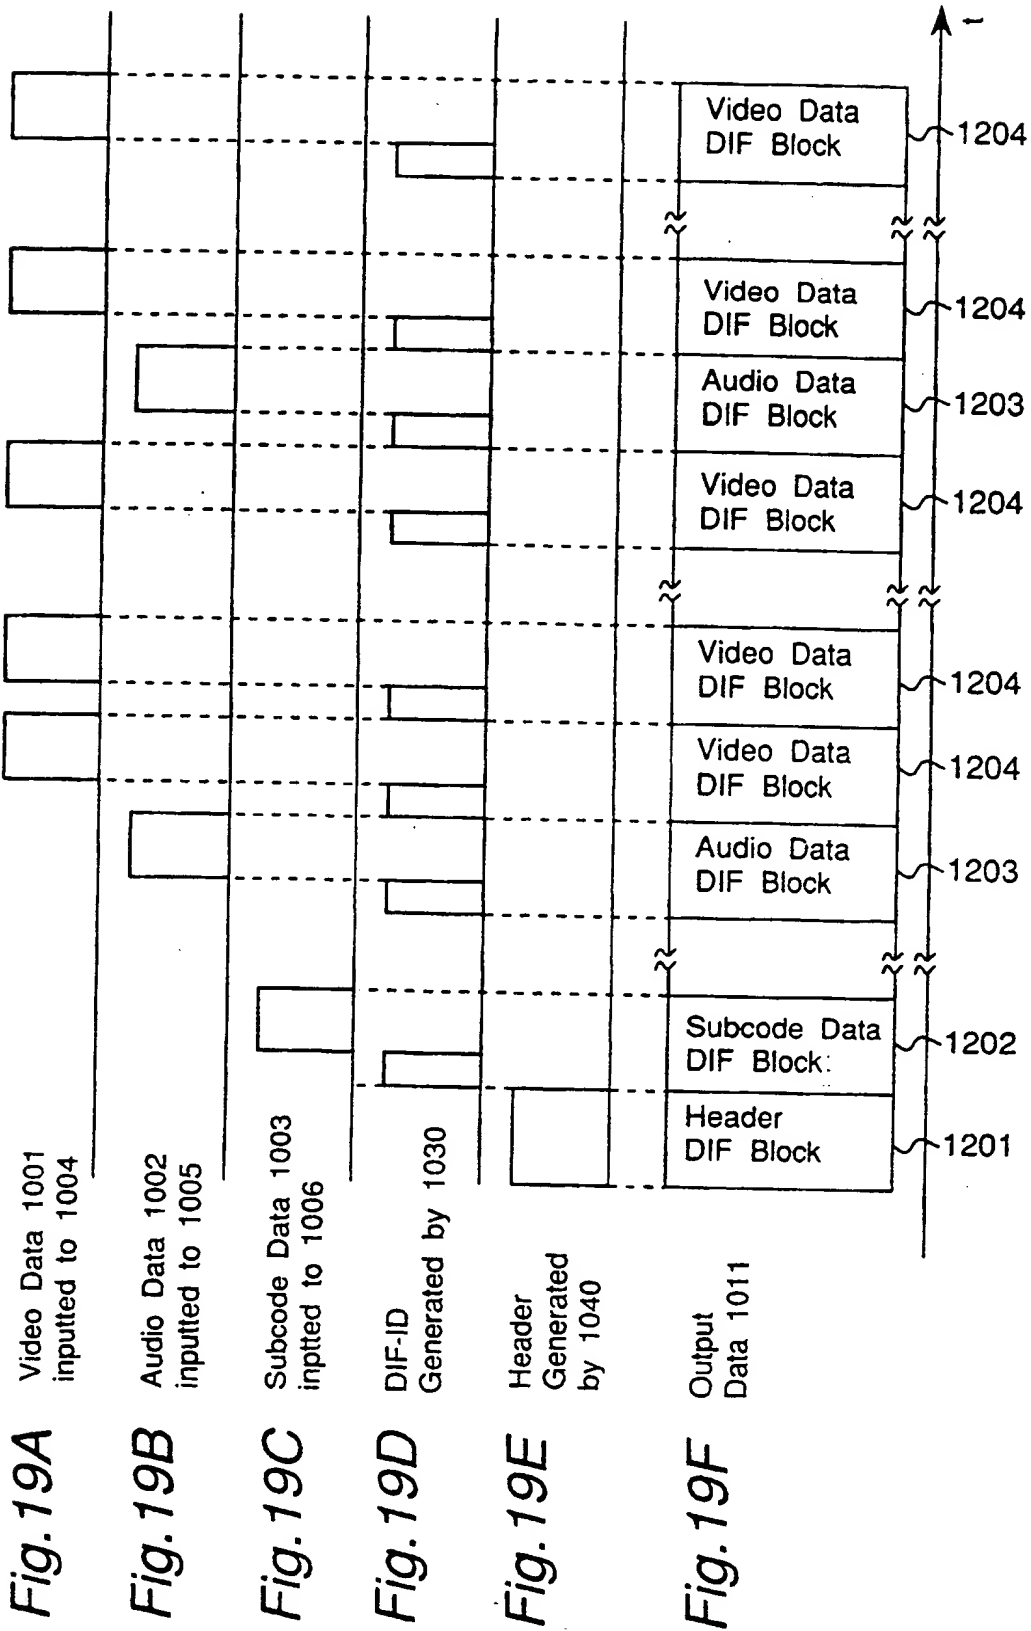 Fig.19A
Video Data 1001
inputted to 1004
Fig.19B
Audio Data 1002
inputted to 1005
Fig.19C
Subcode Data 1003
inptted to 1006
Fig.19D
DIF-ID
Generated by 1030
Fig.19E
Header
Generated
by 1040
Fig.19F
Output
Data 1011
Header
DIF Block
1201
Subcode Data
DIF Block:
1202
Audio Data
DIF Block
1203
Video Data
DIF Block
1204
Video Data
DIF Block
1204
Video Data
DIF Block
1204
Audio Data
DIF Block
1203
Video Data
DIF Block
1204
Video Data
DIF Block
1204
t